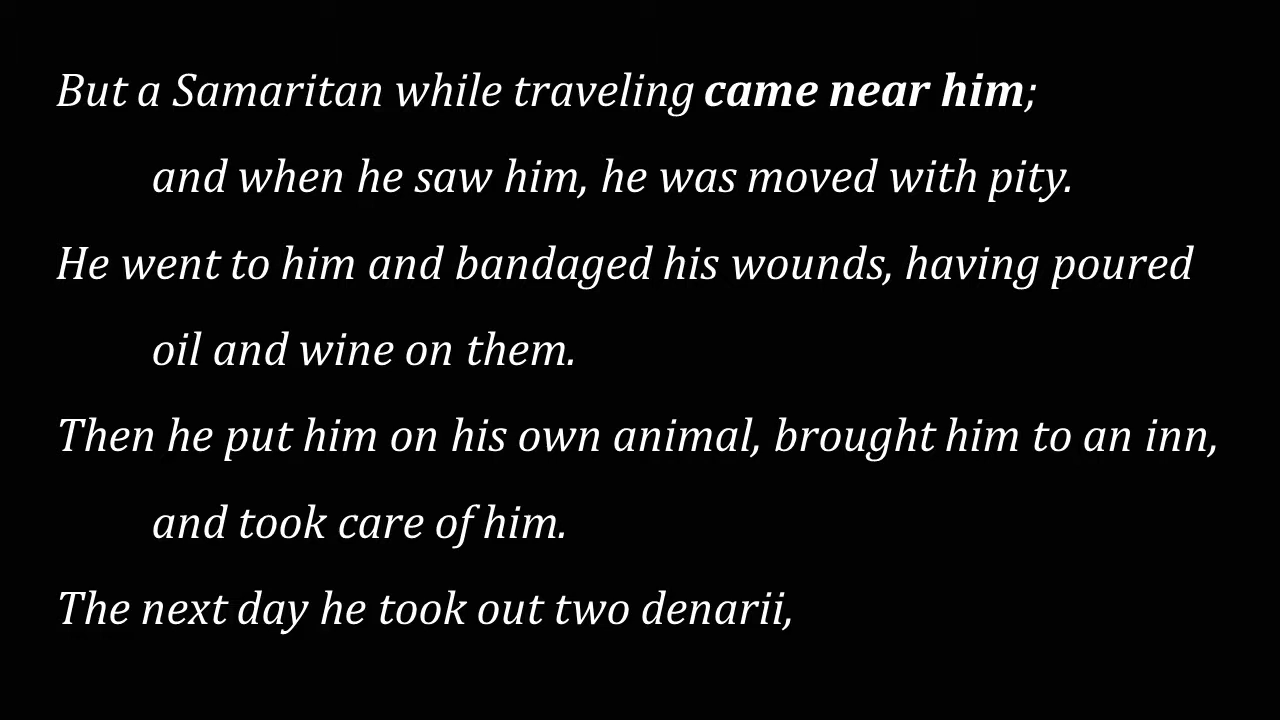 But a Samaritan while traveling came near him;
and when he saw him, he was moved with pity.
He went to him and bandaged his wounds, having poured
oil and wine on them.
Then he put him on his own animal, brought him to an inn,
and took care of him.
The next day he took out two denarii,